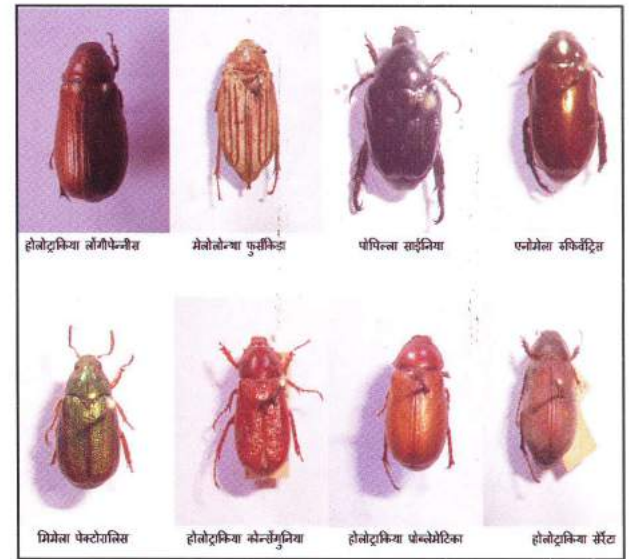 होलोट्राकिया लोंगीपेन्नीस मेलोलोन्था फुर्सीकिडा पोपिल्ला साईनिया एनोमेला रुफिवेंट्रिस
मिमेला पेक्टोरालिस होलोट्राकिया कोन्सेंगुनिया होलोट्राकिया प्रोब्लेमेटिका होलोट्राकिया सेर्रेटा